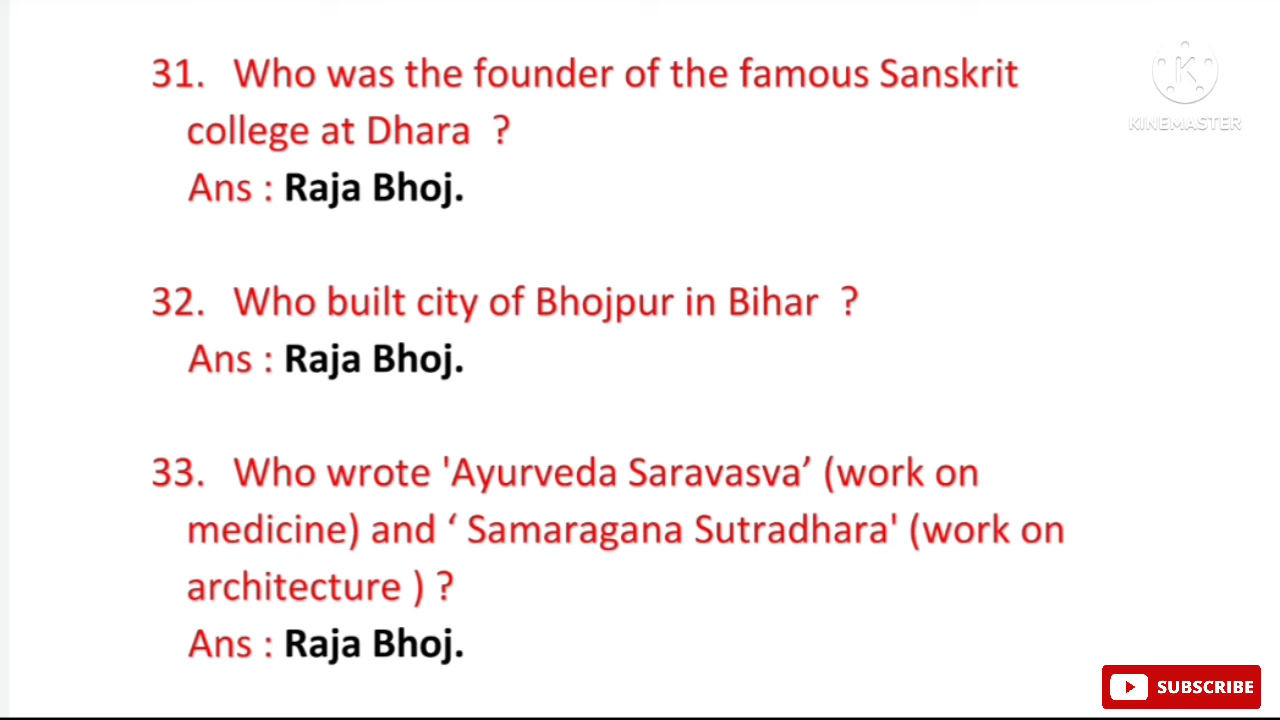 31. Who was the founder of the famous Sanskrit
college at Dhara ?
Ans : Raja Bhoj.
32. Who built city of Bhojpur in Bihar ?
Ans : Raja Bhoj.
33. Who wrote 'Ayurveda Saravasva’ (work on
medicine) and ‘ Samaragana Sutradhara' (work on
architecture ) ?
Ans : Raja Bhoj.
K
KINEMASTER
SUBSCRIBE